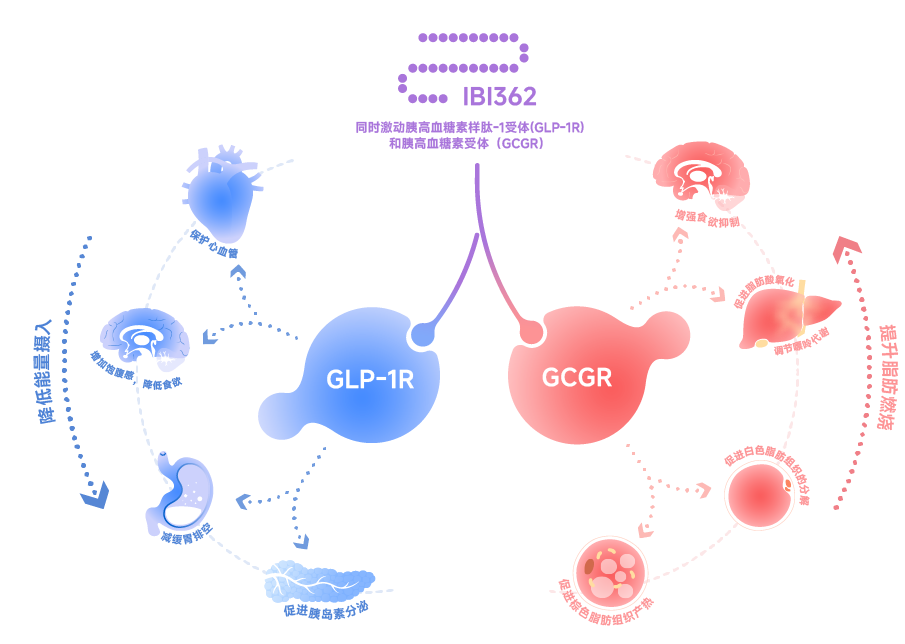 IBI362
同时激动胰高血糖素样肽-1受体(GLP-1R)
和胰高血糖素受体（GCGR）
保护心血管
增加饱腹感，降低食欲
降低能量摄入
GLP-1R
减缓胃排空
促进胰岛素分泌
增强食欲抑制
促进脂肪酸氧化
调节嘌呤代谢
提升脂肪燃烧
GCGR
促进白色脂肪组织的分解
促进棕色脂肪组织产热